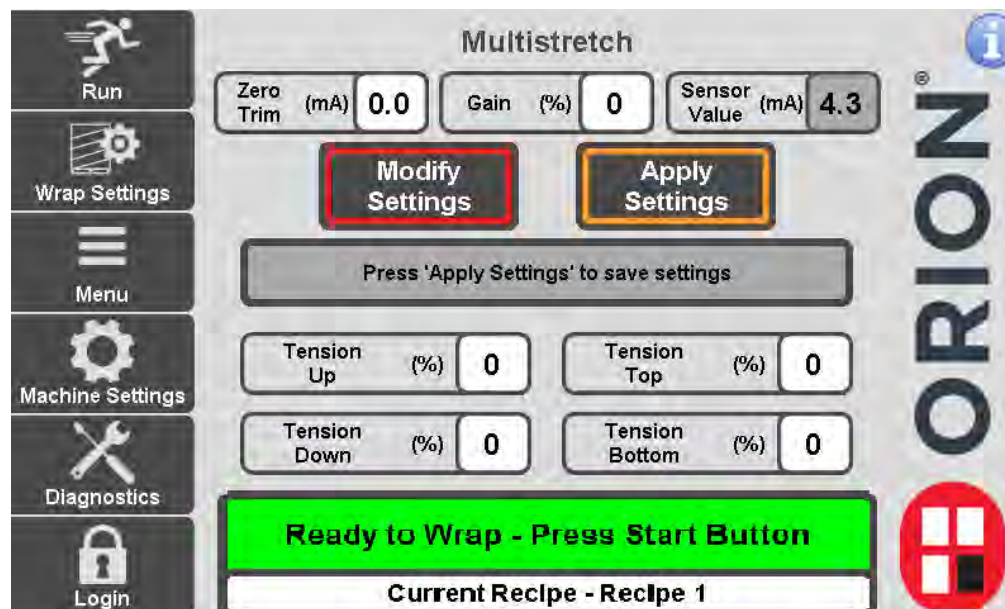 Multistretch
Run
Zero
Trim (mA) 0.0
Gain (%) 0
Sensor
Value (mA) 4.3
Wrap Settings
Modify
Settings
Apply
Settings
Press 'Apply Settings' to save settings
Menu
Tension
Up (%) 0
Tension
Top (%) 0
Machine Settings
Tension
Down (%) 0
Tension
Bottom (%) 0
Diagnostics
Ready to Wrap - Press Start Button
Login
Current Recipe - Recipe 1
i
ORION®